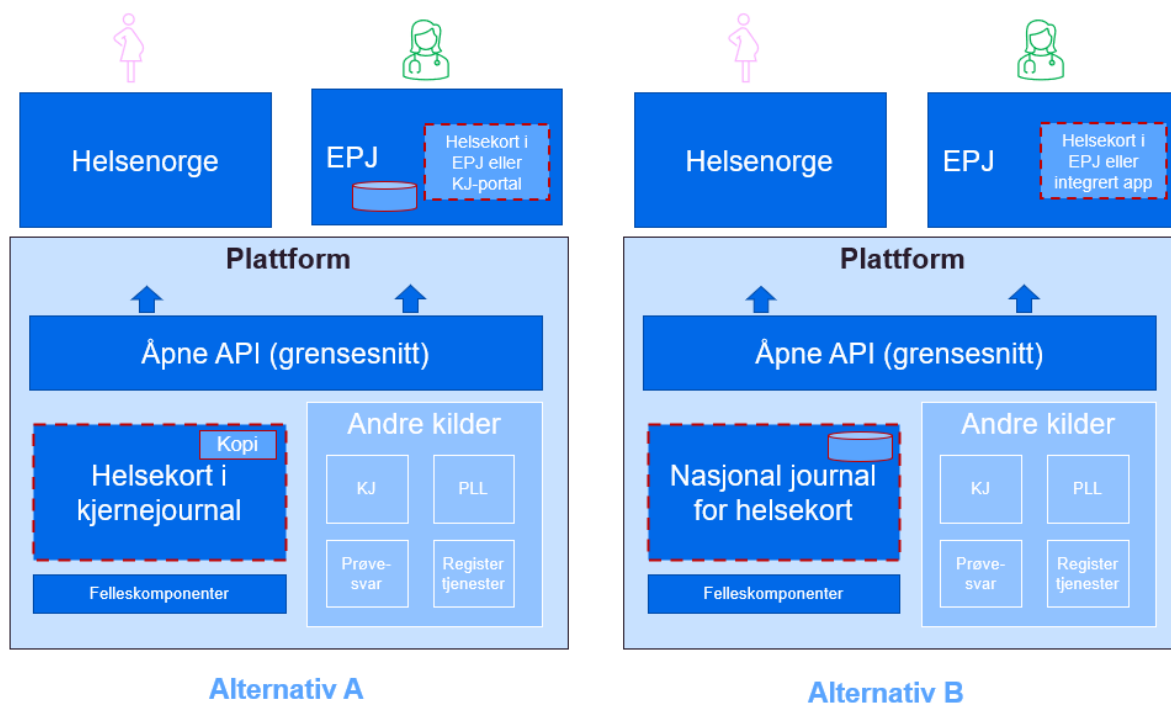 Helsenorge
EPJ
Helsekort i
EPJ eller
KJ-portal
Plattform
Åpne API (grensesnitt)
Kopi
Helsekort i
kjernejournal
Felleskomponenter
Andre kilder
KJ
PLL
Prøve-
svar
Register
tjenester
Alternativ A
Helsenorge
EPJ
Helsekort i
EPJ eller
integrert app
Plattform
Åpne API (grensesnitt)
Nasjonal journal
for helsekort
Felleskomponenter
Andre kilder
KJ
PLL
Prøve-
svar
Register
tjenester
Alternativ B